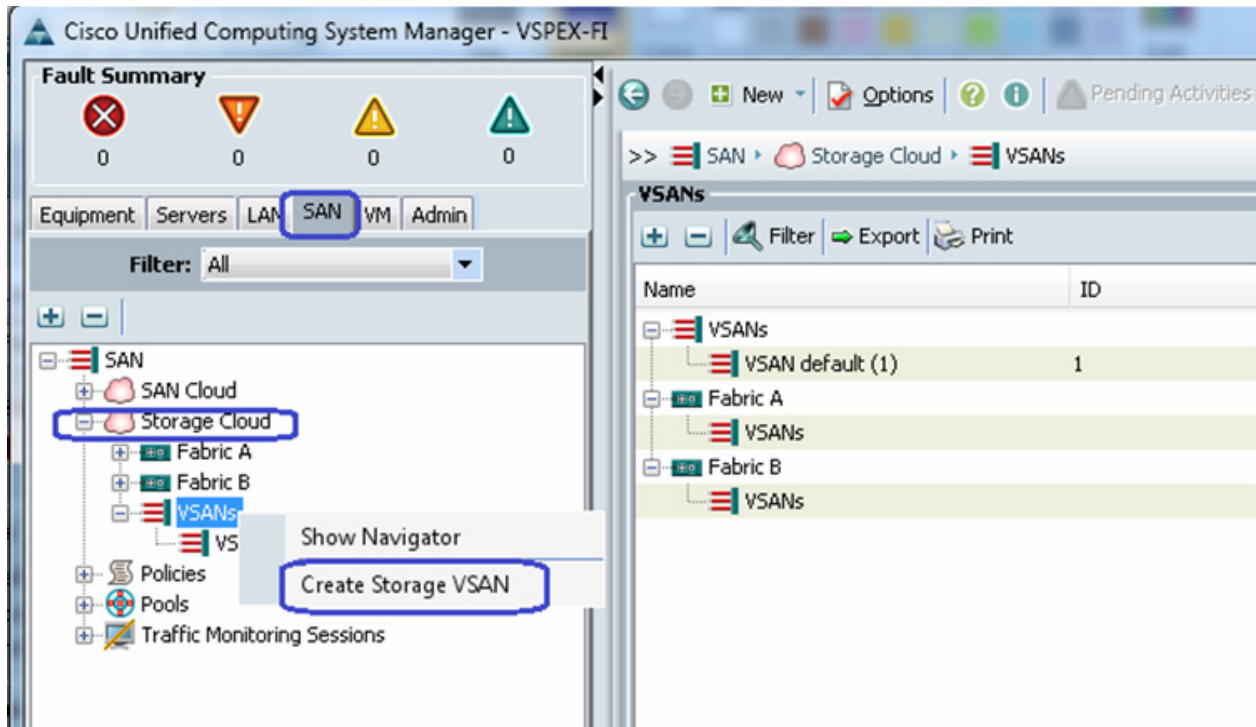 Cisco Unified Computing System Manager - VSPEX-FI
Fault Summary
0 0 0 0
Equipment Servers LAN SAN VM Admin
Filter: All
SAN
SAN Cloud
Storage Cloud
Fabric A
Fabric B
VSANs
VS
Policies
Pools
Traffic Monitoring Sessions
Show Navigator
Create Storage VSAN
New Options Pending Activities
>> SAN Storage Cloud VSANs
VSANs
Filter Export Print
Name ID
VSANs
VSAN default (1) 1
Fabric A
VSANs
Fabric B
VSANs